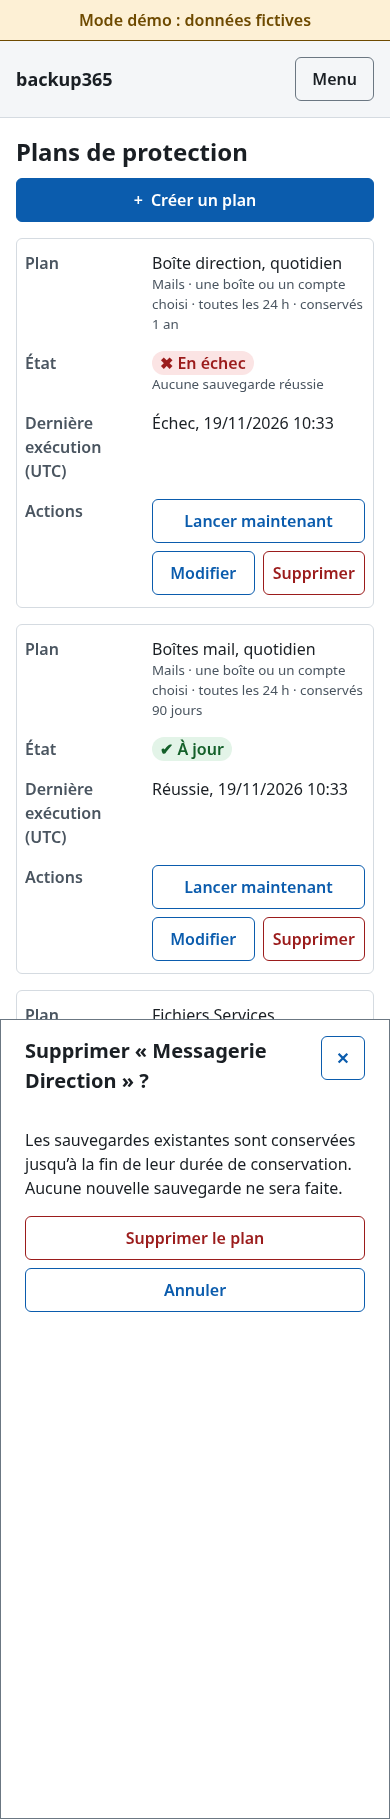 Mode démo : données fictives
backup365
Menu
Plans de protection
+ Créer un plan
Plan
Boîte direction, quotidien
Mails · une boîte ou un compte
choisi · toutes les 24 h · conservés
1 an
État
✖ En échec
Aucune sauvegarde réussie
Dernière
exécution
(UTC)
Échec, 19/11/2026 10:33
Actions
Lancer maintenant
Modifier
Supprimer
Plan
Boîtes mail, quotidien
Mails · une boîte ou un compte
choisi · toutes les 24 h · conservés
90 jours
État
✔ À jour
Dernière
exécution
(UTC)
Réussie, 19/11/2026 10:33
Actions
Lancer maintenant
Modifier
Supprimer
Plan
Fichiers Services
Supprimer « Messagerie
Direction » ?
×
Les sauvegardes existantes sont conservées
jusqu’à la fin de leur durée de conservation.
Aucune nouvelle sauvegarde ne sera faite.
Supprimer le plan
Annuler